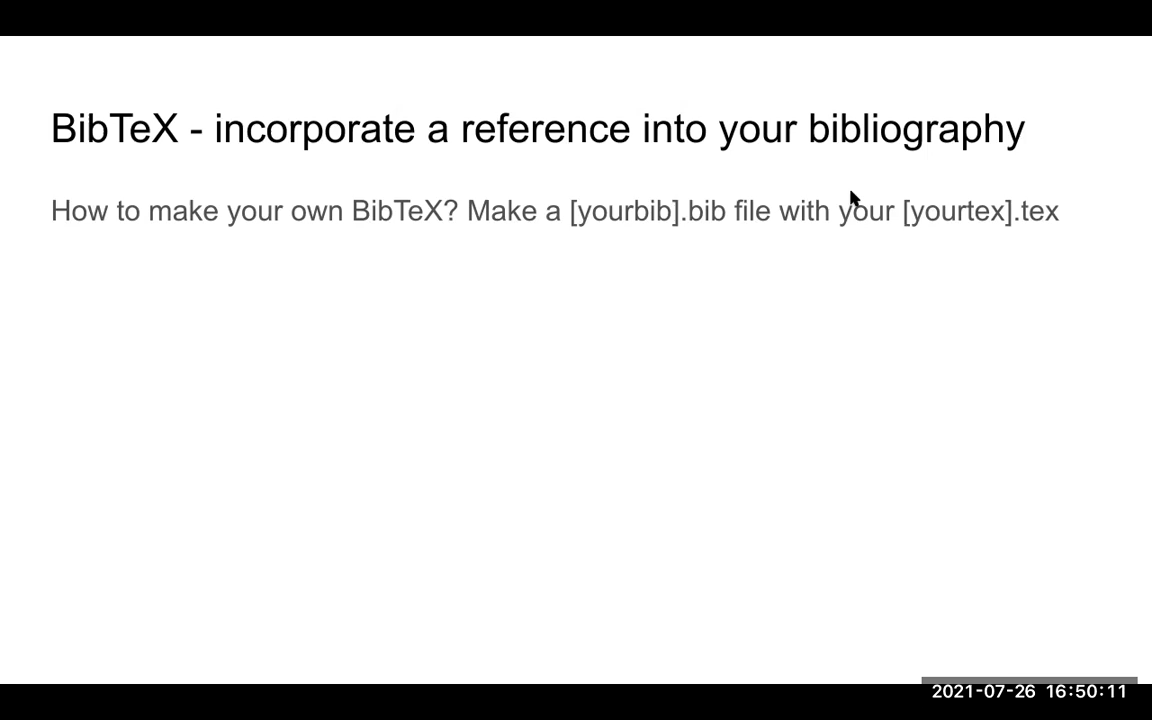 BibTeX - incorporate a reference into your bibliography
How to make your own BibTeX? Make a [yourbib].bib file with your [yourtex].tex
2021-07-26 16:50:11